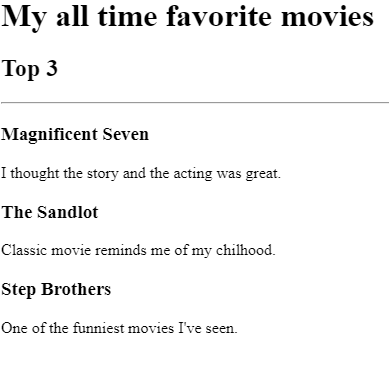 My all time favorite movies
Top 3
Magnificent Seven
I thought the story and the acting was great.
The Sandlot
Classic movie reminds me of my chilhood.
Step Brothers
One of the funniest movies I've seen.